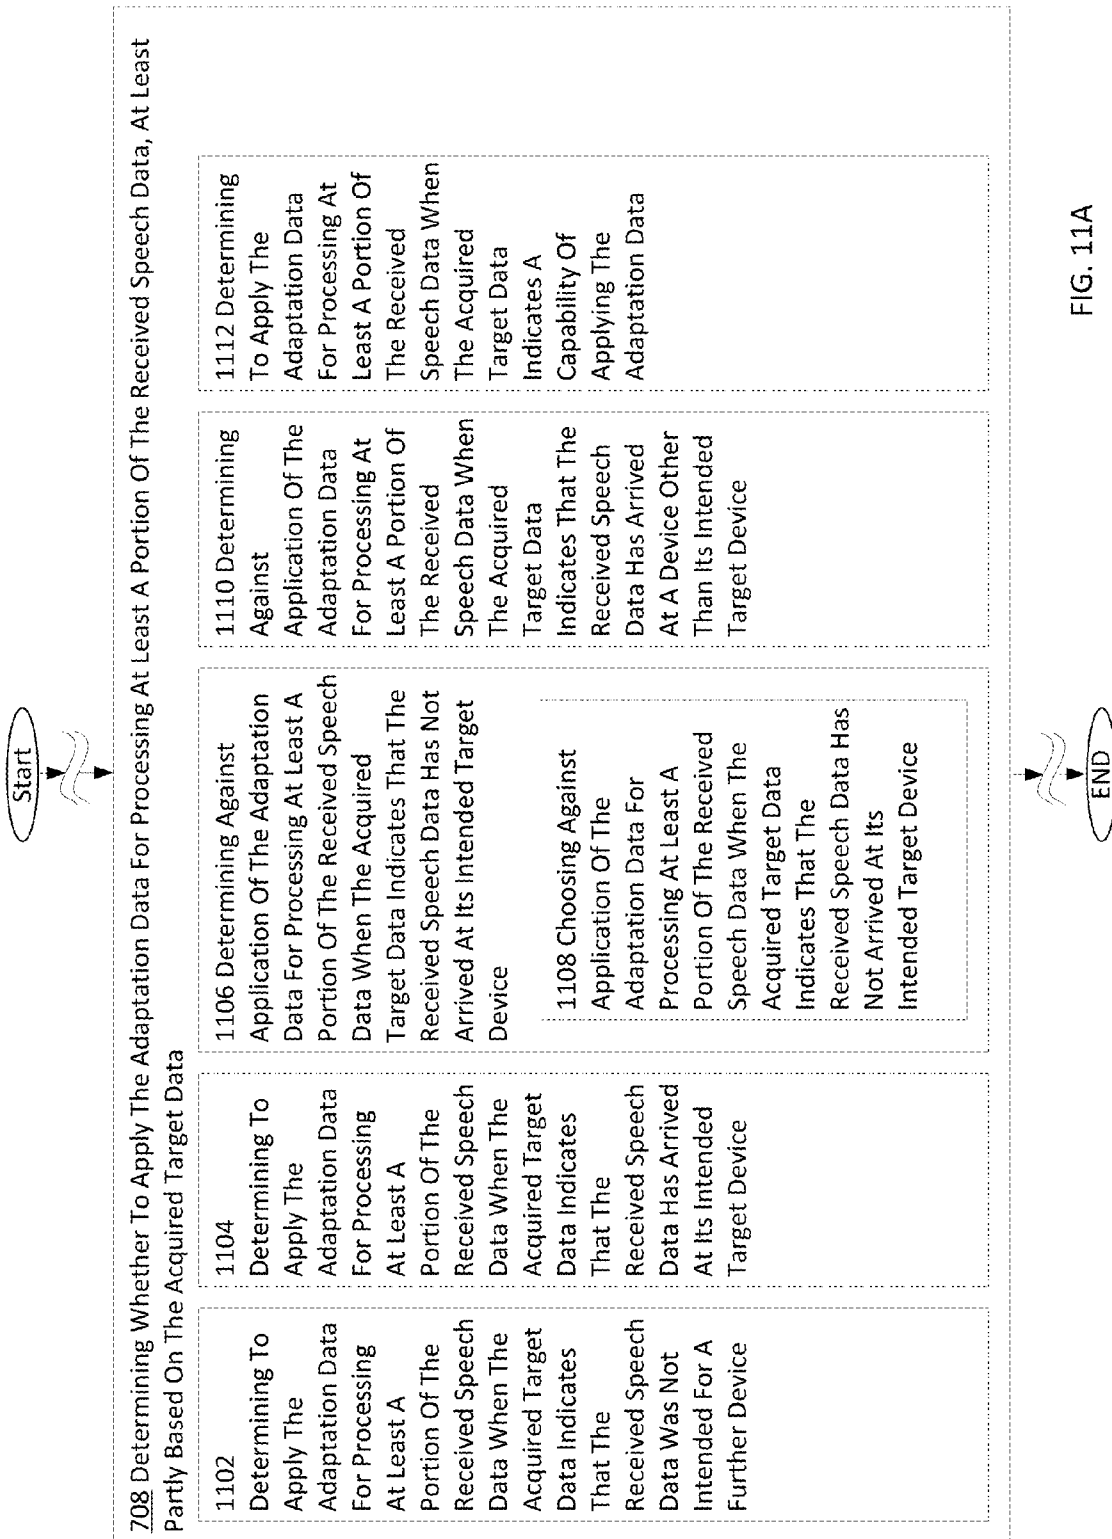 Start
708 Determining Whether To Apply The Adaptation Data For Processing At Least A Portion Of The Received Speech Data, At Least
Partly Based On The Acquired Target Data
1102
Determining To
Apply The
Adaptation Data
For Processing
At Least A
Portion Of The
Received Speech
Data When The
Acquired Target
Data Indicates
That The
Received Speech
Data Was Not
Intended For A
Further Device
1104
Determining To
Apply The
Adaptation Data
For Processing
At Least A
Portion Of The
Received Speech
Data When The
Acquired Target
Data Indicates
That The
Received Speech
Data Has Arrived
At Its Intended
Target Device
1106 Determining Against
Application Of The Adaptation
Data For Processing At Least A
Portion Of The Received Speech
Data When The Acquired
Target Data Indicates That The
Received Speech Data Has Not
Arrived At Its Intended Target
Device
1108 Choosing Against
Application Of The
Adaptation Data For
Processing At Least A
Portion Of The Received
Speech Data When The
Acquired Target Data
Indicates That The
Received Speech Data Has
Not Arrived At Its
Intended Target Device
1110 Determining
Against
Application Of The
Adaptation Data
For Processing At
Least A Portion Of
The Received
Speech Data When
The Acquired
Target Data
Indicates That The
Received Speech
Data Has Arrived
At A Device Other
Than Its Intended
Target Device
1112 Determining
To Apply The
Adaptation Data
For Processing At
Least A Portion Of
The Received
Speech Data When
The Acquired
Target Data
Indicates A
Capability Of
Applying The
Adaptation Data
END
FIG. 11A